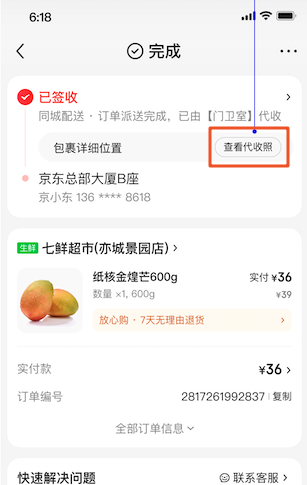 6:18
完成
已签收
同城配送 · 订单派送完成，已由【门卫室】代收
包裹详细位置 查看代收照
京东总部大厦B座
京小东 136 **** 8618
生鲜 七鲜超市(亦城景园店)
纸核金煌芒600g 实付 ¥36
数量 ×1, 600g ¥39
放心购 · 7天无理由退货
实付款 ¥36
订单编号 2817261992837 | 复制
全部订单信息
快速解决问题 联系客服